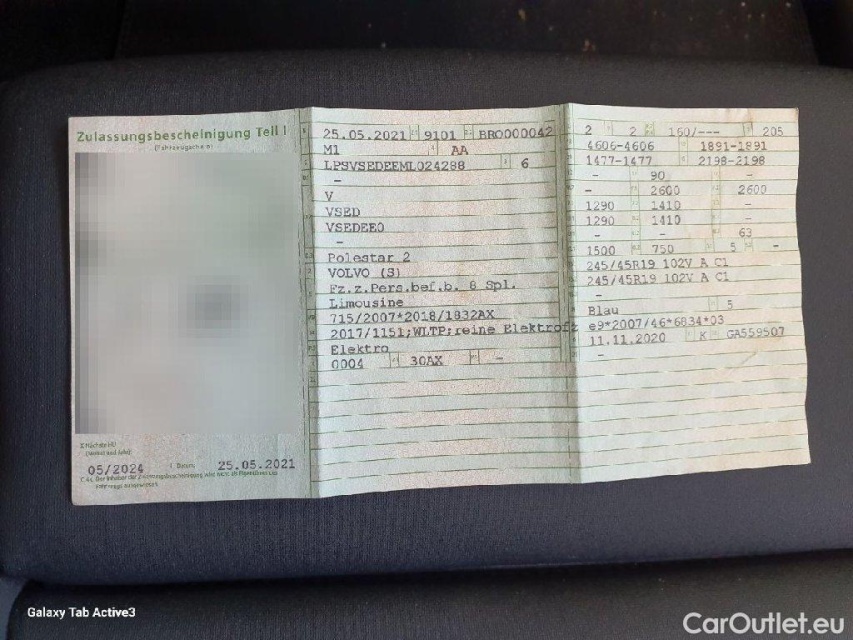 Zulassungsbescheinigung Teil I
(Fahrzeugschein)
05/2024
25.05.2021
25.05.2021 9101 BRO000042
M1 AA
LPSVSEDEEML024288 6
-
V
VSED
VSEDEE0
-
Polestar 2
VOLVO (S)
Fz.z.Pers.bef.b. 8 Spl.
Limousine
715/2007*2018/1832AX
2017/1151;WLTP;reine Elektrofz
Elektro
0004 30AX -
2 2 160/--- 205
4606-4606 1891-1891
1477-1477 2198-2198
- 90 -
- 2600 2600
1290 1410 -
1290 1410 -
- - 63
1500 750 5 -
245/45R19 102V A C1
245/45R19 102V A C1
-
Blau 5
e9*2007/46*6834*03
11.11.2020 K GA559507
-
Galaxy Tab Active3
CarOutlet.eu